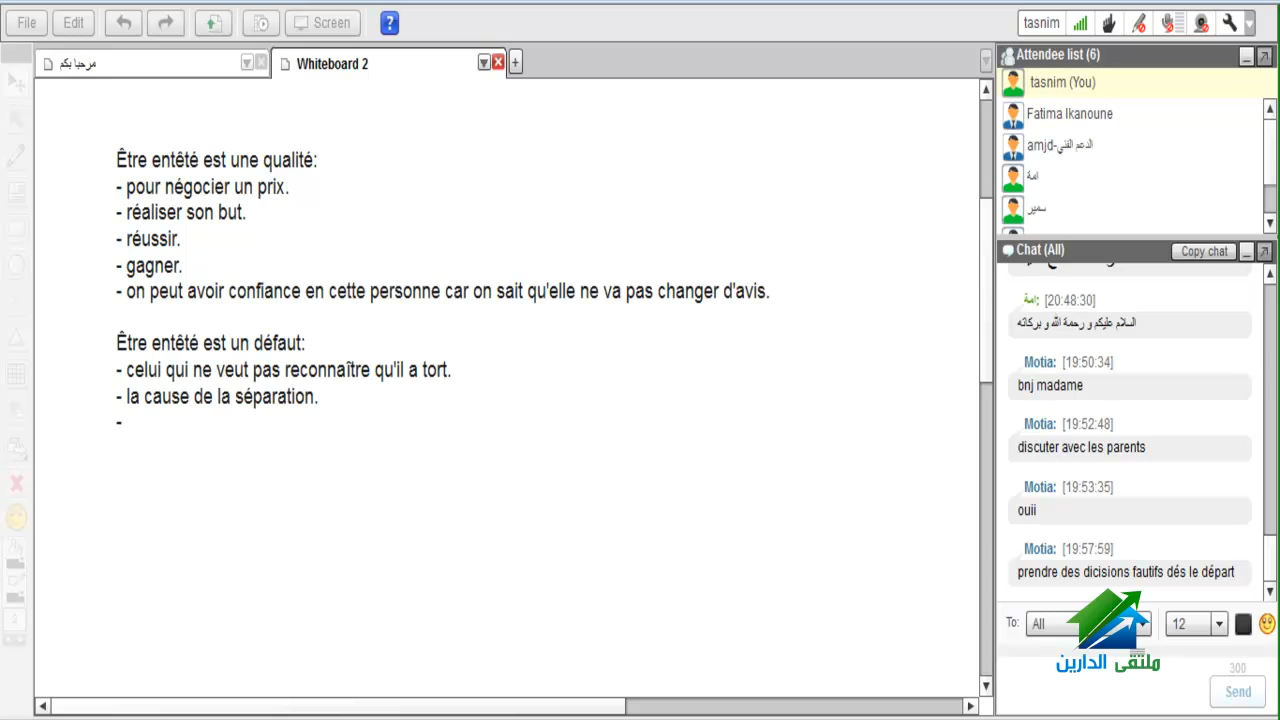 File
Edit
Screen
?
tasnim
مرحبا بكم
Whiteboard 2
+
Être entêté est une qualité:
- pour négocier un prix.
- réaliser son but.
- réussir.
- gagner.
- on peut avoir confiance en cette personne car on sait qu'elle ne va pas changer d'avis.
Être entêté est un défaut:
- celui qui ne veut pas reconnaître qu'il a tort.
- la cause de la séparation.
-
Attendee list (6)
tasnim (You)
Fatima Ikanoune
amjd-الدعم الفني
امة
سمير
Chat (All)
Copy chat
امة: [20:48:30]
السلام عليكم و رحمة الله و بركاته
Motia: [19:50:34]
bnj madame
Motia: [19:52:48]
discuter avec les parents
Motia: [19:53:35]
ouii
Motia: [19:57:59]
prendre des dicisions fautifs dés le départ
To:
All
12
ملتقى الدارين
300
Send